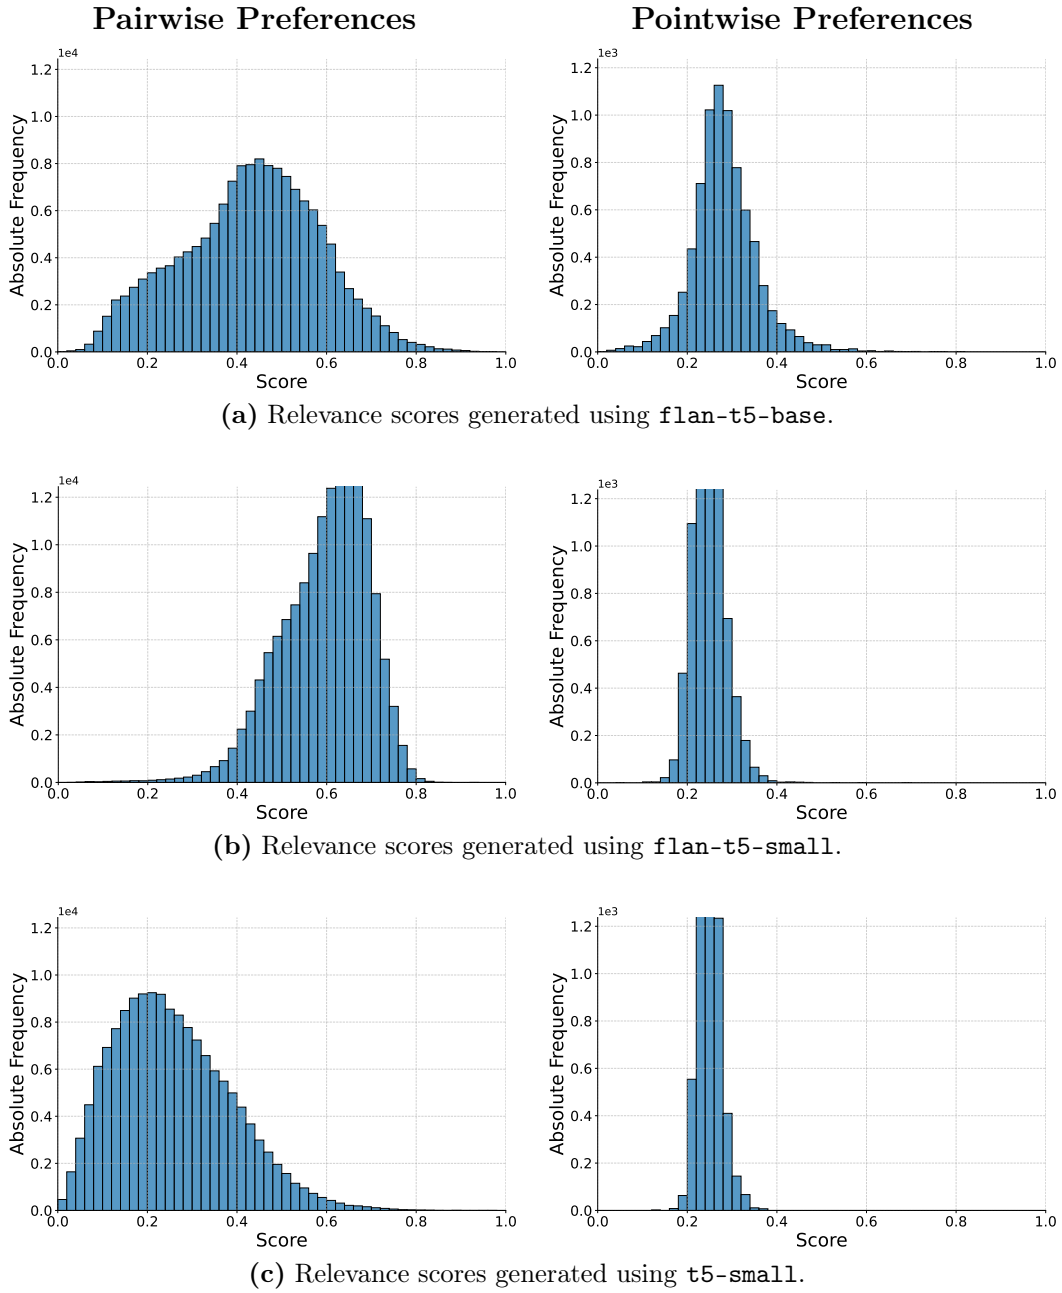 Pairwise Preferences
Pointwise Preferences
1e4
1.2
1.0
0.8
0.6
0.4
0.2
0.0
Absolute Frequency
0.0 0.2 0.4 0.6 0.8 1.0
Score
1e3
1.2
1.0
0.8
0.6
0.4
0.2
0.0
Absolute Frequency
0.0 0.2 0.4 0.6 0.8 1.0
Score
(a) Relevance scores generated using flan-t5-base.
1e4
1.2
1.0
0.8
0.6
0.4
0.2
0.0
Absolute Frequency
0.0 0.2 0.4 0.6 0.8 1.0
Score
1e3
1.2
1.0
0.8
0.6
0.4
0.2
0.0
Absolute Frequency
0.0 0.2 0.4 0.6 0.8 1.0
Score
(b) Relevance scores generated using flan-t5-small.
1e4
1.2
1.0
0.8
0.6
0.4
0.2
0.0
Absolute Frequency
0.0 0.2 0.4 0.6 0.8 1.0
Score
1e3
1.2
1.0
0.8
0.6
0.4
0.2
0.0
Absolute Frequency
0.0 0.2 0.4 0.6 0.8 1.0
Score
(c) Relevance scores generated using t5-small.